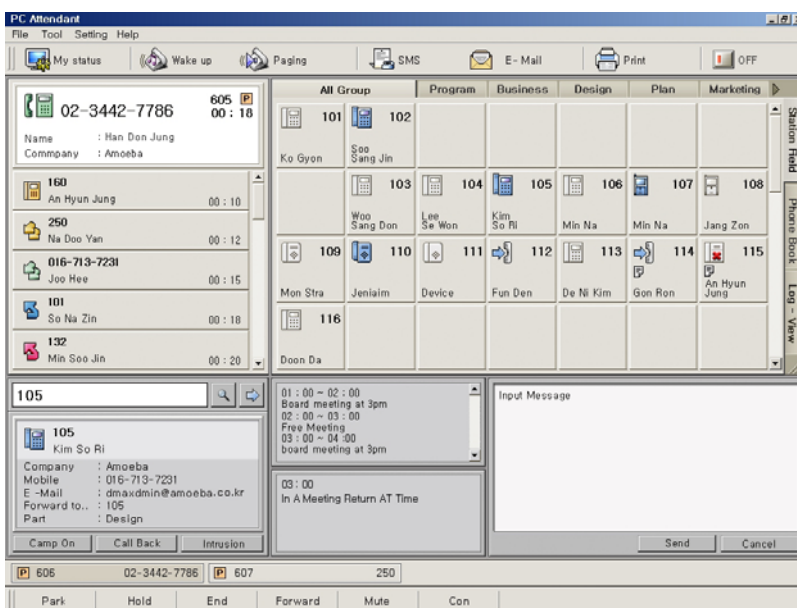 PC Attendant
File Tool Setting Help
My status Wake up Paging SMS E- Mail Print OFF
02-3442-7786 605 P
00 : 18
Name : Han Don Jung
Commpany : Amoeba
160
An Hyun Jung 00 : 10
250
Na Doo Yan 00 : 12
016-713-7231
Joo Hee 00 : 15
101
So Na Zin 00 : 18
132
Min Soo Jin 00 : 20
All Group Program Business Design Plan Marketing
101 102
Ko Gyon Soo Sang Jin
103 104 105 106 107 108
Woo Sang Don Lee Se Won Kim So Ri Min Na Min Na Jang Zon
109 110 111 112 113 114 115
Mon Stra Jeniaim Device Fun Den De Ni Kim Gon Ron An Hyun Jung
116
Doon Da
Station Field
Phone Book
Log - View
105
105
Kim So Ri
Company : Amoeba
Mobile : 016-713-7231
E -Mail : dmaxdmin@amoeba.co.kr
Forward to.. : 105
Part : Design
Camp On Call Back Intrusion
01 : 00 ~ 02 : 00
Board meeting at 3pm
02 : 00 ~ 03 : 00
Free Meeting
03 : 00 ~ 04 :00
board meeting at 3pm
03 : 00
In A Meeting Return AT Time
Input Message
Send Cancel
P 606 02-3442-7786 P 607 250
Park Hold End Forward Mute Con